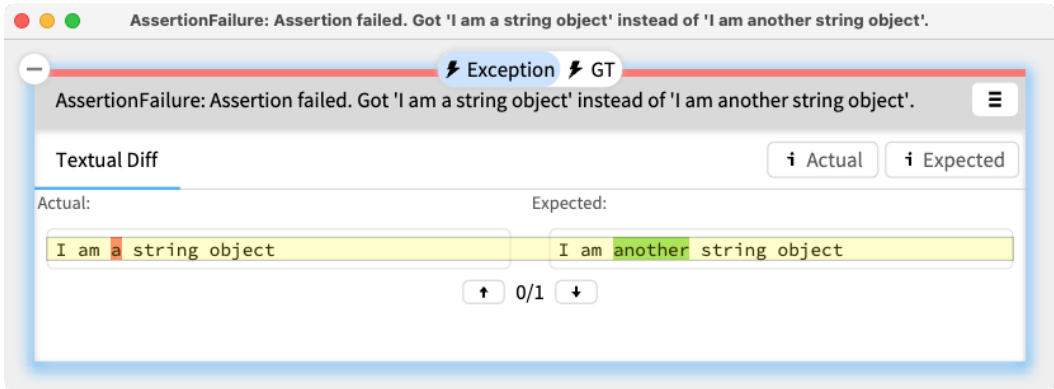 AssertionFailure: Assertion failed. Got 'I am a string object' instead of 'I am another string object'.
Exception GT
AssertionFailure: Assertion failed. Got 'I am a string object' instead of 'I am another string object'.
Textual Diff
Actual
Expected
Actual:
Expected:
I am a string object
I am another string object
0/1